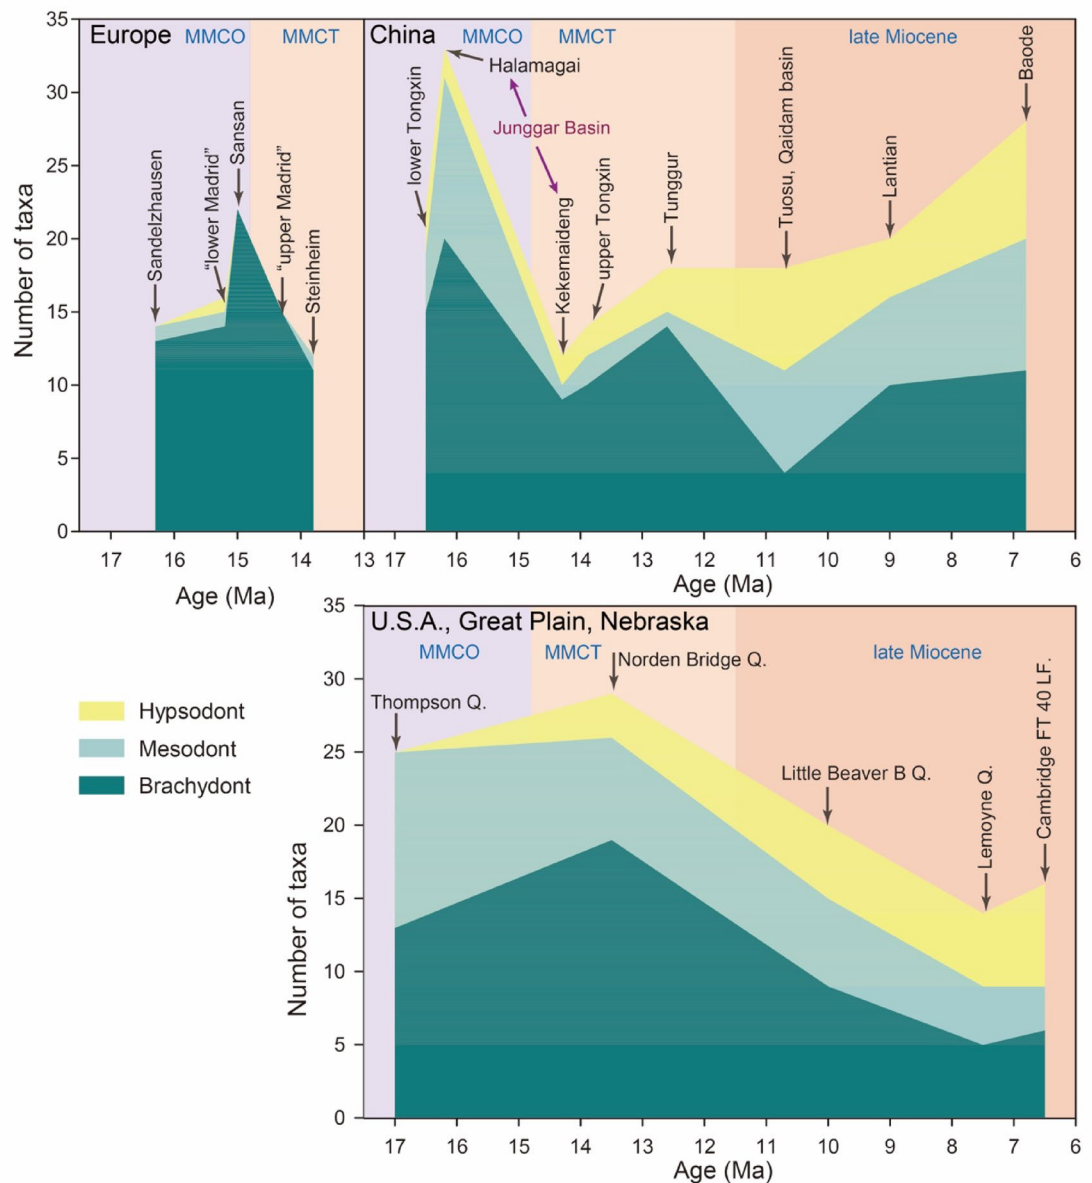 Europe
MMCO
MMCT
China
MMCO
MMCT
late Miocene
Number of taxa
35
30
25
20
15
10
5
0
Sandelzhausen
“lower Madrid”
Sansan
“upper Madrid”
Steinheim
lower Tongxin
Halamagai
Junggar Basin
Kekemaideng
upper Tongxin
Tunggur
Tuosu, Qaidam basin
Lantian
Baode
17 16 15 14 13
17 16 15 14 13 12 11 10 9 8 7 6
Age (Ma)
Age (Ma)
U.S.A., Great Plain, Nebraska
MMCO
MMCT
late Miocene
Hypsodont
Mesodont
Brachydont
Number of taxa
35
30
25
20
15
10
5
0
Thompson Q.
Norden Bridge Q.
Little Beaver B Q.
Lemoyne Q.
Cambridge FT 40 LF.
17 16 15 14 13 12 11 10 9 8 7 6
Age (Ma)